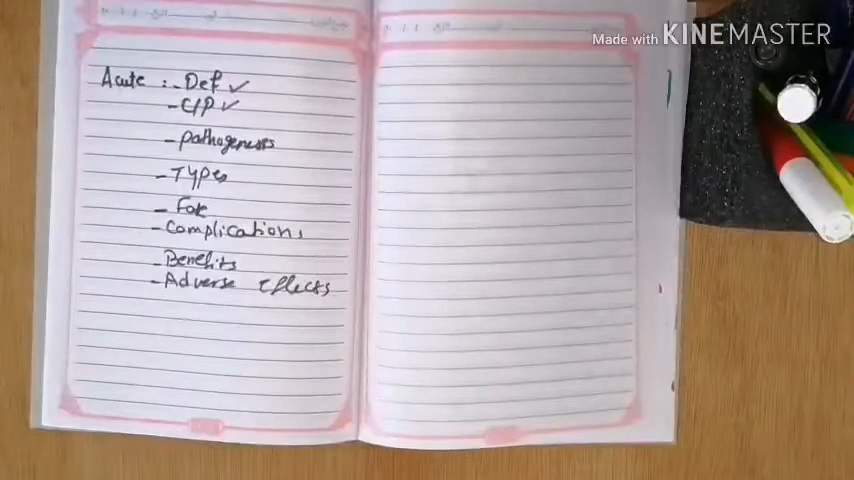 Made with KINEMASTER
Acute : - Def ✓
- C/P ✓
- pathogenesis
- Types
- Fate
- Complications
- Benefits
- Adverse effects